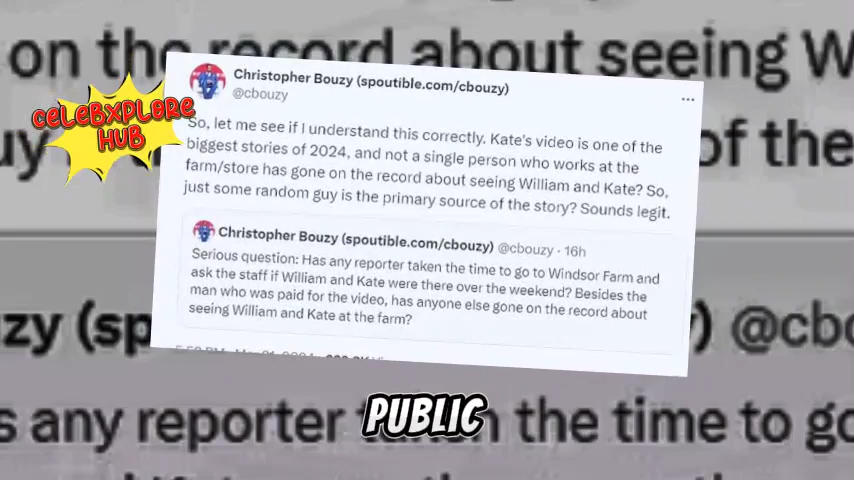 on the record about seeing W
CELEBXPLORE
HUB
Christopher Bouzy (spoutible.com/cbouzy)
@cbouzy
So, let me see if I understand this correctly. Kate's video is one of the
biggest stories of 2024, and not a single person who works at the
farm/store has gone on the record about seeing William and Kate? So,
just some random guy is the primary source of the story? Sounds legit.
Christopher Bouzy (spoutible.com/cbouzy) @cbouzy · 16h
Serious question: Has any reporter taken the time to go to Windsor Farm and
ask the staff if William and Kate were there over the weekend? Besides the
man who was paid for the video, has anyone else gone on the record about
seeing William and Kate at the farm?
of the
zy (sp
) @cbo
PUBLIC
s any reporter the time to go